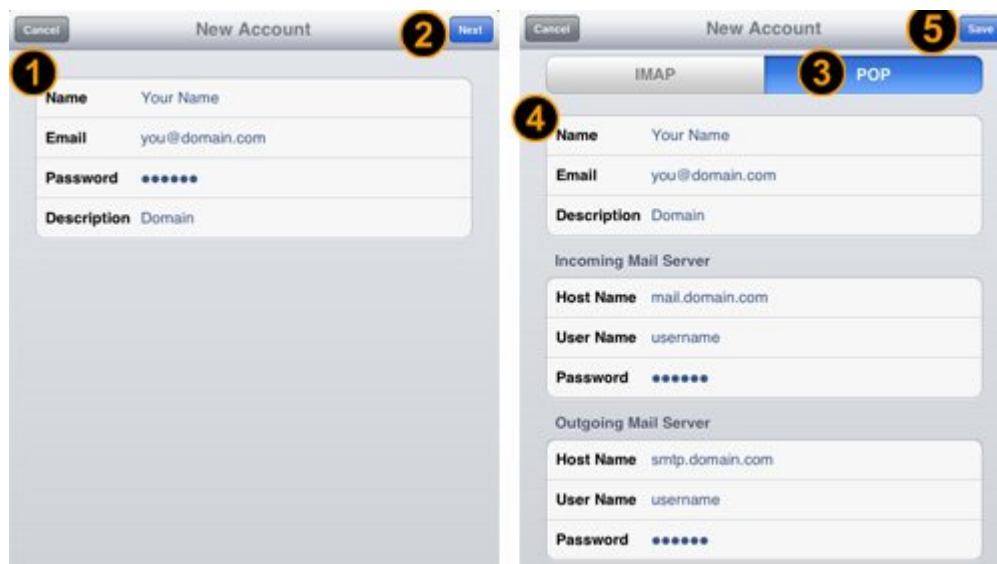 Cancel New Account 2 Next
1
Name Your Name
Email you@domain.com
Password ●●●●●●
Description Domain
Cancel New Account 5 Save
IMAP 3 POP
4
Name Your Name
Email you@domain.com
Description Domain
Incoming Mail Server
Host Name mail.domain.com
User Name username
Password ●●●●●●
Outgoing Mail Server
Host Name smtp.domain.com
User Name username
Password ●●●●●●